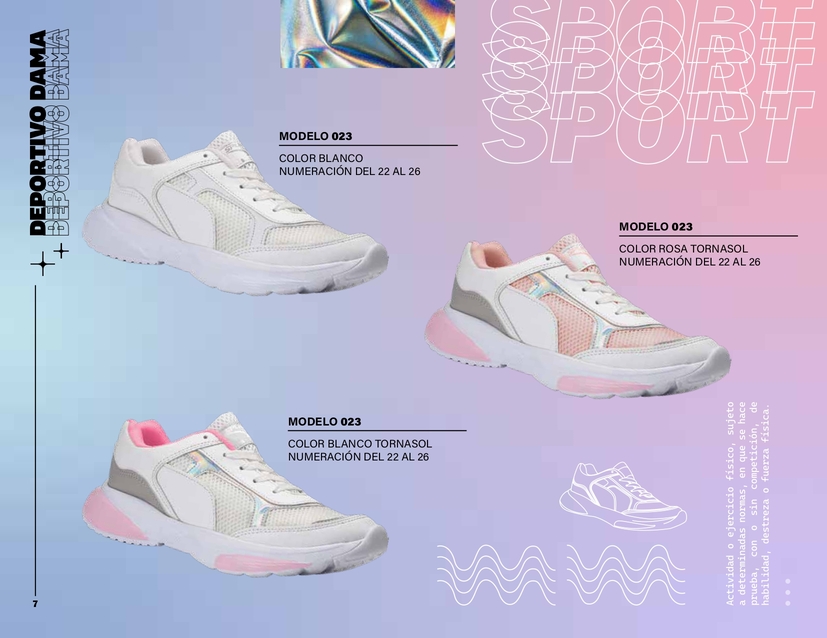 DEPORTIVO DAMA
DEPORTIVO DAMA
SPORT
SPORT
SPORT
MODELO 023
COLOR BLANCO
NUMERACIÓN DEL 22 AL 26
MODELO 023
COLOR ROSA TORNASOL
NUMERACIÓN DEL 22 AL 26
MODELO 023
COLOR BLANCO TORNASOL
NUMERACIÓN DEL 22 AL 26
Actividad o ejercicio físico, sujeto
a determinadas normas, en que se hace
prueba, con o sin competición, de
habilidad, destreza o fuerza física.
7